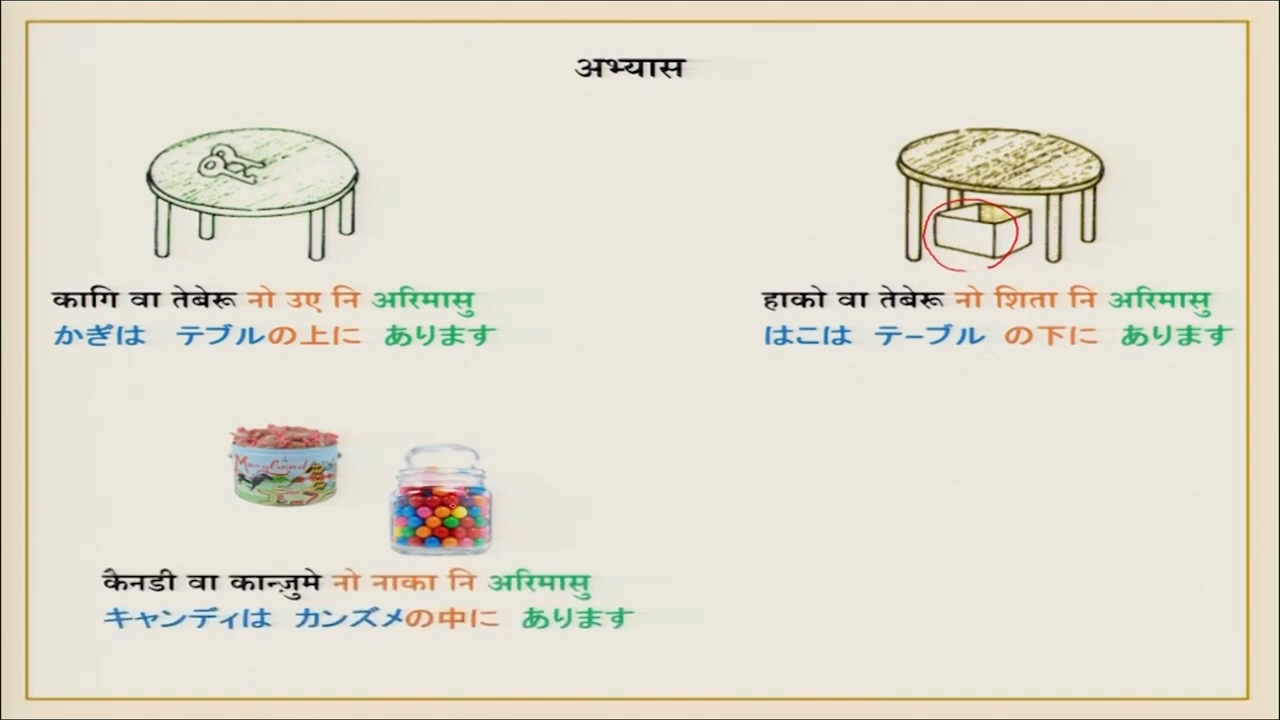 अभ्यास
कागि वा तेबेरू नो उए नि अरिमासु
かぎは テブルの上に あります
हाको वा तेबेरू नो शिता नि अरिमासु
はこは テーブル の下に あります
कैनडी वा कान्ज़ुमे नो नाका नि अरिमासु
キャンディは カンズメの中に あります